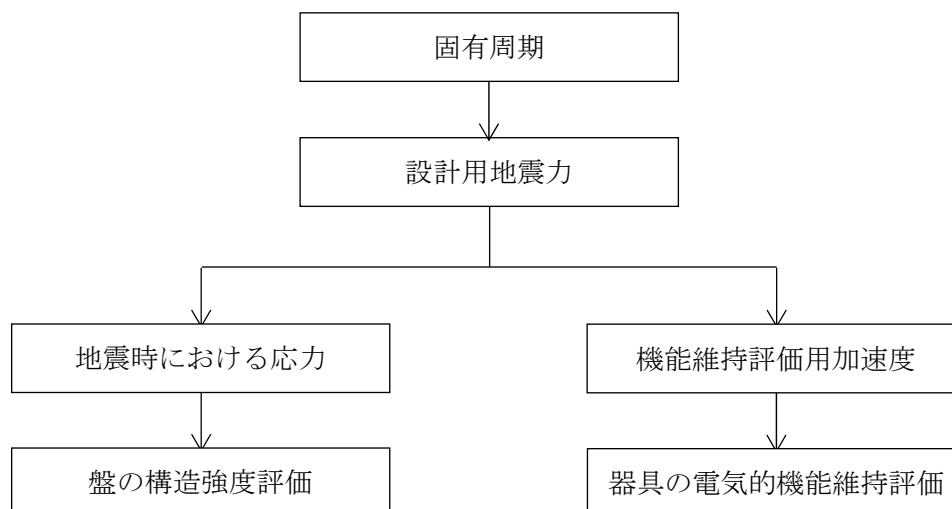 固有周期
設計用地震力
地震時における応力
機能維持評価用加速度
盤の構造強度評価
器具の電気的機能維持評価